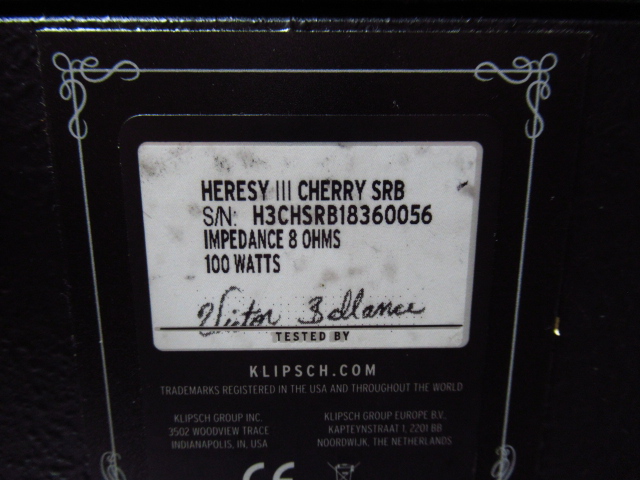 HERESY III CHERRY SRB
S/N: H3CHSRB18360056
IMPEDANCE 8 OHMS
100 WATTS
Victor Ballance
TESTED BY
KLIPSCH.COM
TRADEMARKS REGISTERED IN THE USA AND THROUGHOUT THE WORLD
KLIPSCH GROUP INC.
3502 WOODVIEW TRACE
INDIANAPOLIS, IN, USA
KLIPSCH GROUP EUROPE B.V.
KAPTEYNSTRAAT 1, 2201 BB
NOORDWIJK, THE NETHERLANDS
CE